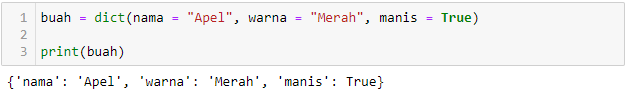 1 buah = dict(nama = "Apel", warna = "Merah", manis = True)
2
3 print(buah)
{'nama': 'Apel', 'warna': 'Merah', 'manis': True}